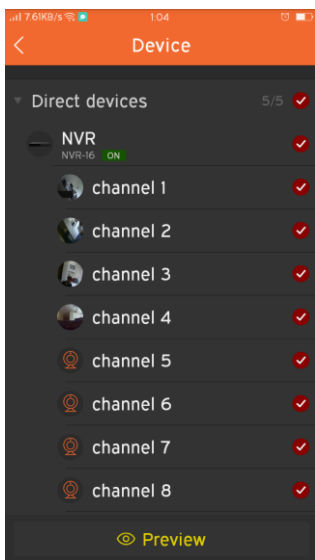 7.61KB/s 1:04
Device
Direct devices 5/5
NVR
NVR-16 ON
channel 1
channel 2
channel 3
channel 4
channel 5
channel 6
channel 7
channel 8
Preview